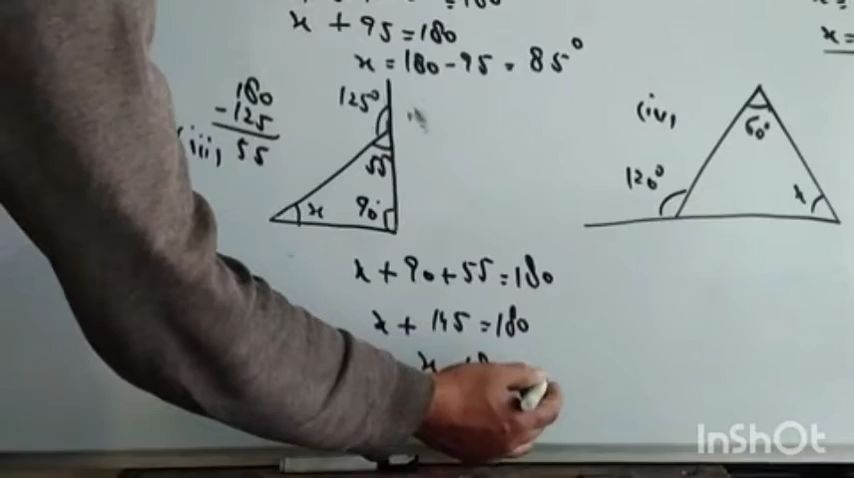 x + 95 = 180
x = 180 - 95 = 85°
x =
180
- 125
55
(iii)
125°
55
x
90°
(iv)
60°
120°
x
x + 90 + 55 = 180
x + 145 = 180
x
InShOt